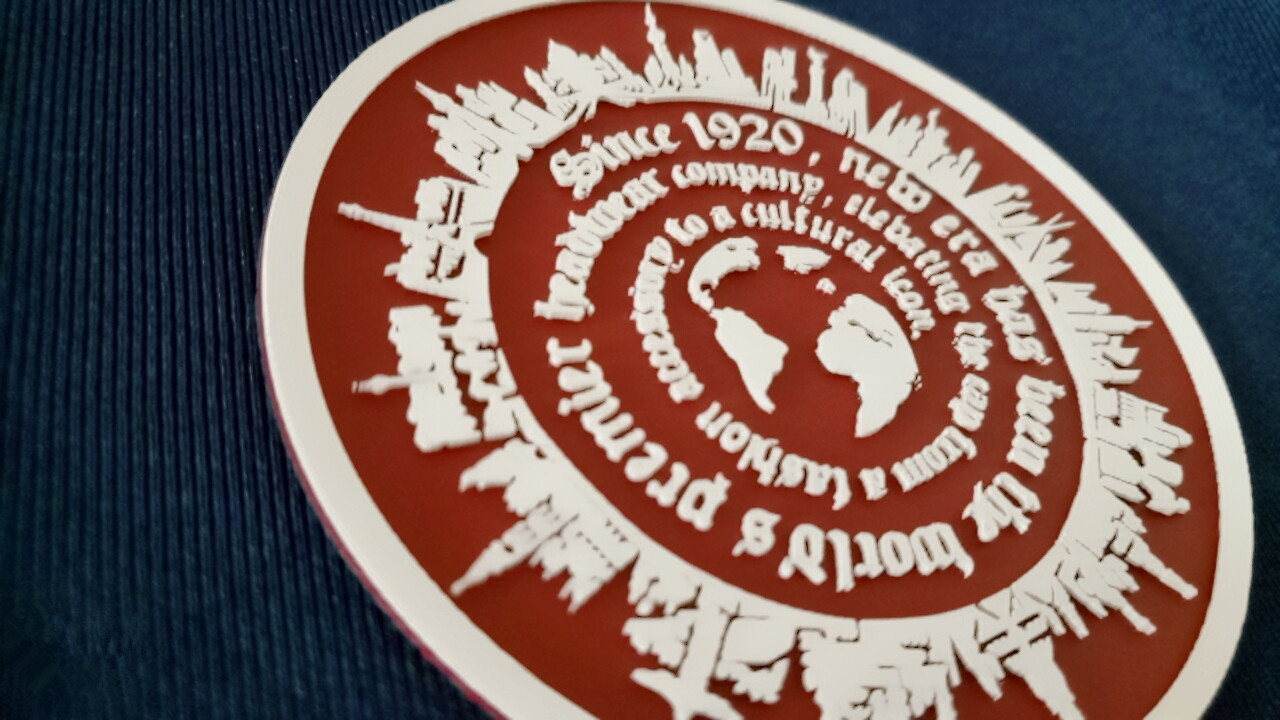 Since 1920, new era has been the world's premier headwear company, elevating the cap from a fashion accessory to a cultural icon.